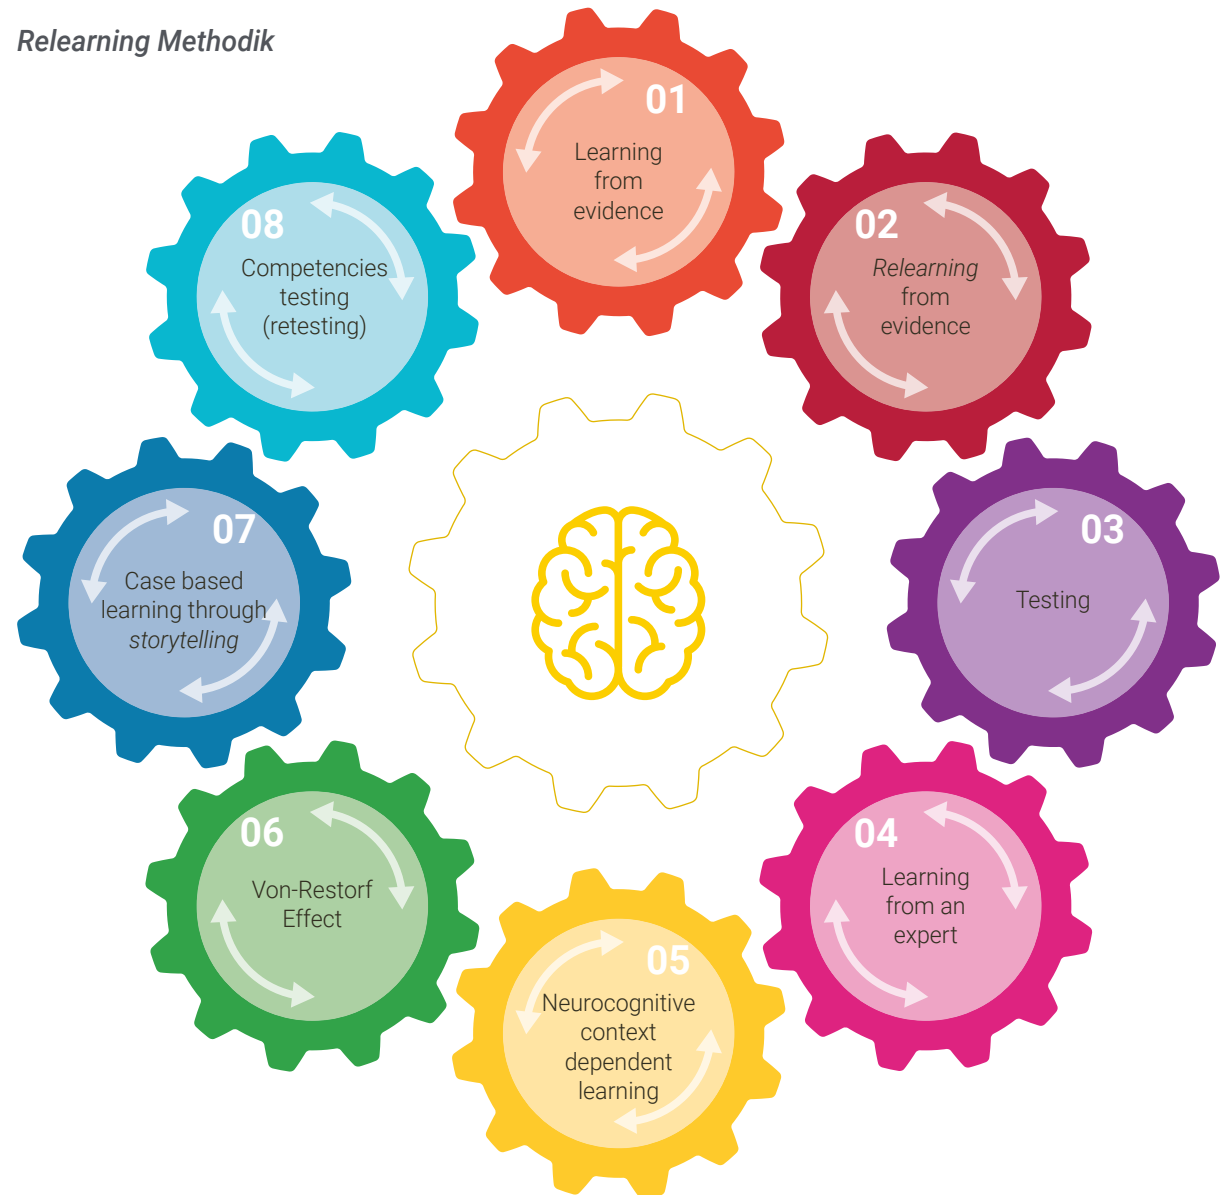 Relearning Methodik
01
Learning
from
evidence
02
Relearning
from
evidence
03
Testing
04
Learning
from an
expert
05
Neurocognitive
context
dependent
learning
06
Von-Restorf
Effect
07
Case based
learning through
storytelling
08
Competencies
testing
(retesting)